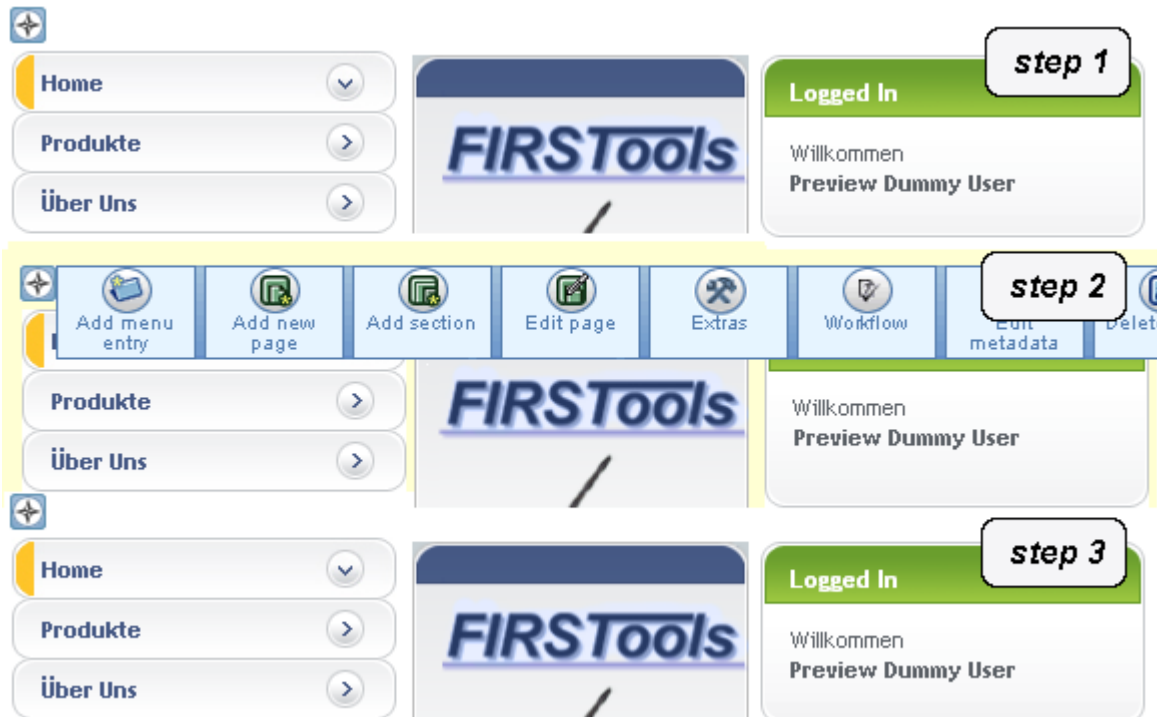 step 1
Home
Logged In
Produkte
FIRSTools
Willkommen
Preview Dummy User
Über Uns
step 2
Add menu
entry
Add new
page
Add section
Edit page
Extras
Workflow
Edit
metadata
Delet
Produkte
FIRSTools
Willkommen
Preview Dummy User
Über Uns
step 3
Home
Logged In
Produkte
FIRSTools
Willkommen
Preview Dummy User
Über Uns